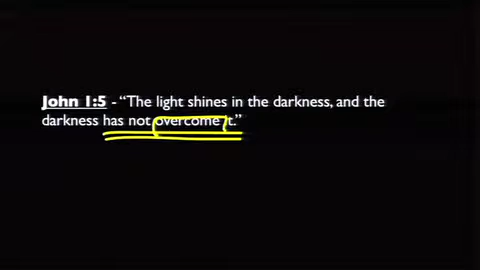 John 1:5 - “The light shines in the darkness, and the
darkness has not overcome it.”